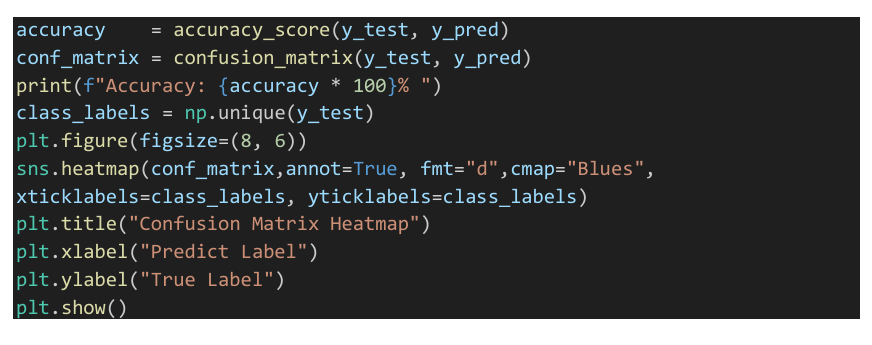 accuracy    = accuracy_score(y_test, y_pred)
conf_matrix = confusion_matrix(y_test, y_pred)
print(f"Accuracy: {accuracy * 100}% ")
class_labels = np.unique(y_test)
plt.figure(figsize=(8, 6))
sns.heatmap(conf_matrix,annot=True, fmt="d",cmap="Blues",
xticklabels=class_labels, yticklabels=class_labels)
plt.title("Confusion Matrix Heatmap")
plt.xlabel("Predict Label")
plt.ylabel("True Label")
plt.show()